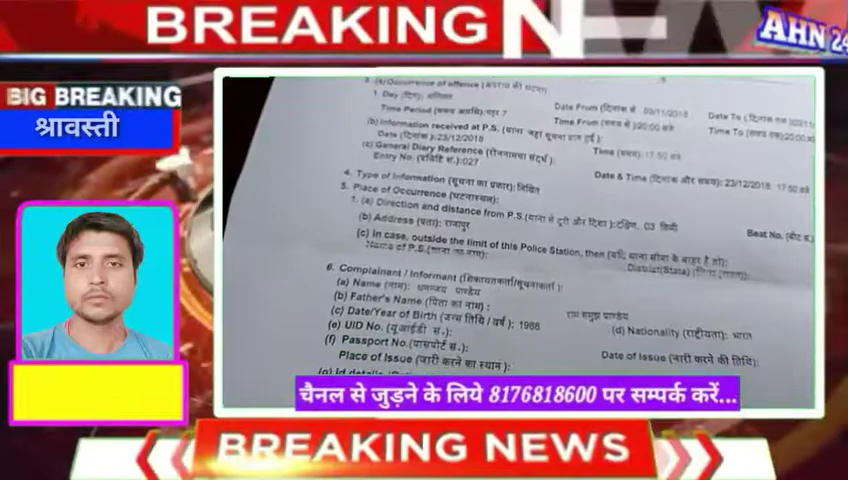 BREAKING N
AHN 24
BIG BREAKING
श्रावस्ती
(a) Occurrence of offence (अपराध की घटना)
1. Day (दिन): शनिवार
Date From (दिनांक से): 03/11/2018
Date To (दिनांक तक):
Time Period (समय अवधि): पहर 7
Time From (समय से): 20:00 बजे
Time To (समय तक): 20:00
(b) Information received at P.S. (थाना जहां सूचना प्राप्त हुई):
Date (दिनांक): 23/12/2018
Time (समय): 17:50 बजे
(c) General Diary Reference (रोजनामचा संदर्भ):
Entry No. (प्रविष्टि सं.): 027
Date & Time (दिनांक और समय): 23/12/2018 17:50 बजे
4. Type of Information (सूचना का प्रकार): लिखित
5. Place of Occurrence (घटनास्थल):
1. (a) Direction and distance from P.S. (थाना से दूरी और दिशा): दक्षिण, 03 किमी
Beat No. (बीट सं.
(b) Address (पता): राजापुर
(c) In case, outside the limit of this Police Station, then (यदि थाना सीमा के बाहर है तो):
Name of P.S. (थाना का नाम):
District(State) (जिला (राज्य)):
6. Complainant / Informant (शिकायतकर्ता/सूचनाकर्ता):
(a) Name (नाम): धनन्जय पाण्डेय
(b) Father's Name (पिता का नाम):
राम समुझ पाण्डेय
(c) Date/Year of Birth (जन्म तिथि / वर्ष): 1986
(d) Nationality (राष्ट्रीयता): भारत
(e) UID No. (यूआईडी सं.):
(f) Passport No. (पासपोर्ट सं.):
Place of Issue (जारी करने का स्थान):
Date of Issue (जारी करने की तिथि):
चैनल से जुड़ने के लिये 8176818600 पर सम्पर्क करें...
BREAKING NEWS